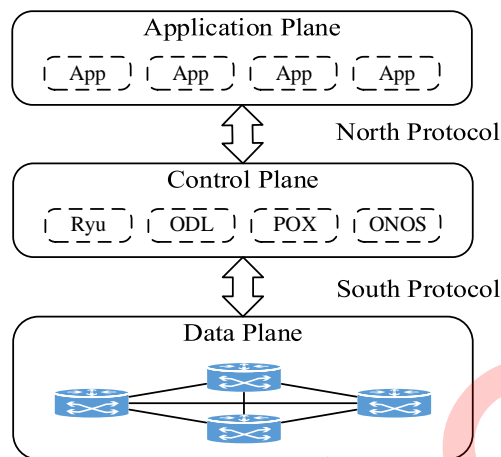 Application Plane
App App App App
North Protocol
Control Plane
Ryu ODL POX ONOS
South Protocol
Data Plane